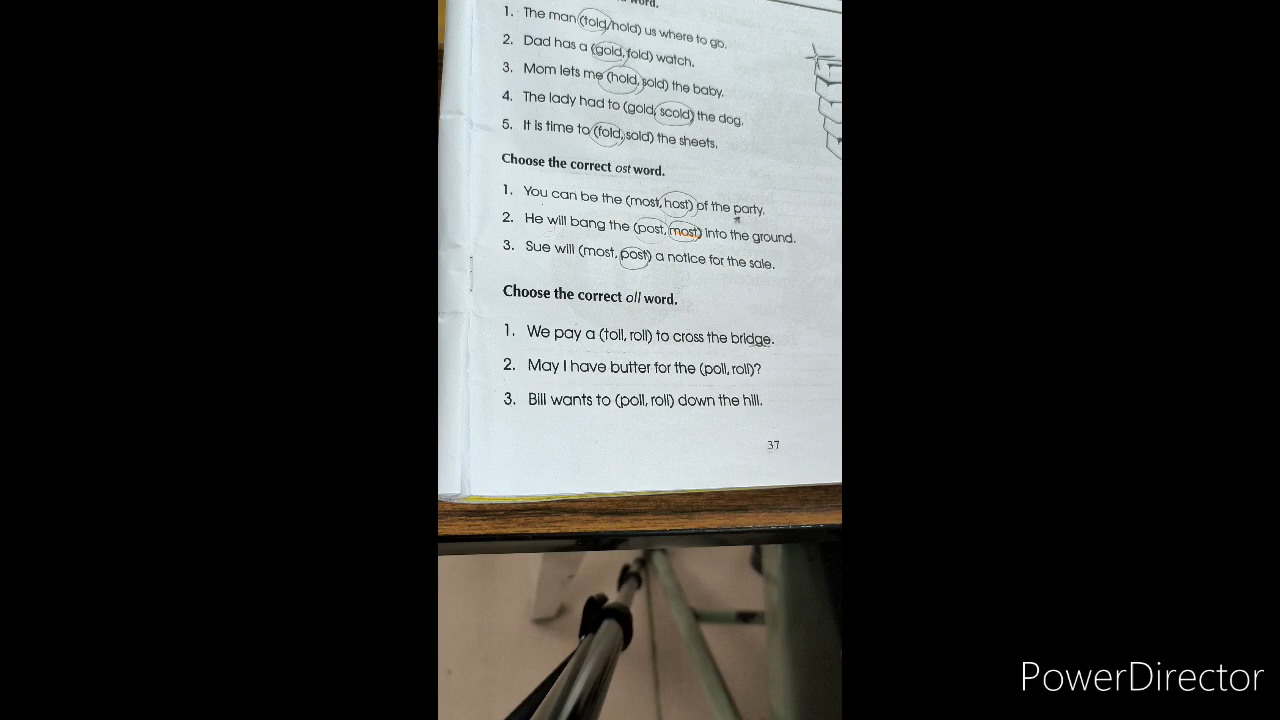 word.
1. The man (told/hold) us where to go.
2. Dad has a (gold, fold) watch.
3. Mom lets me (hold, sold) the baby.
4. The lady had to (gold, scold) the dog.
5. It is time to (fold, sold) the sheets.
Choose the correct ost word.
1. You can be the (most, host) of the party.
2. He will bang the (post, most) into the ground.
3. Sue will (most, post) a notice for the sale.
Choose the correct oll word.
1. We pay a (toll, roll) to cross the bridge.
2. May I have butter for the (poll, roll)?
3. Bill wants to (poll, roll) down the hill.
37
PowerDirector